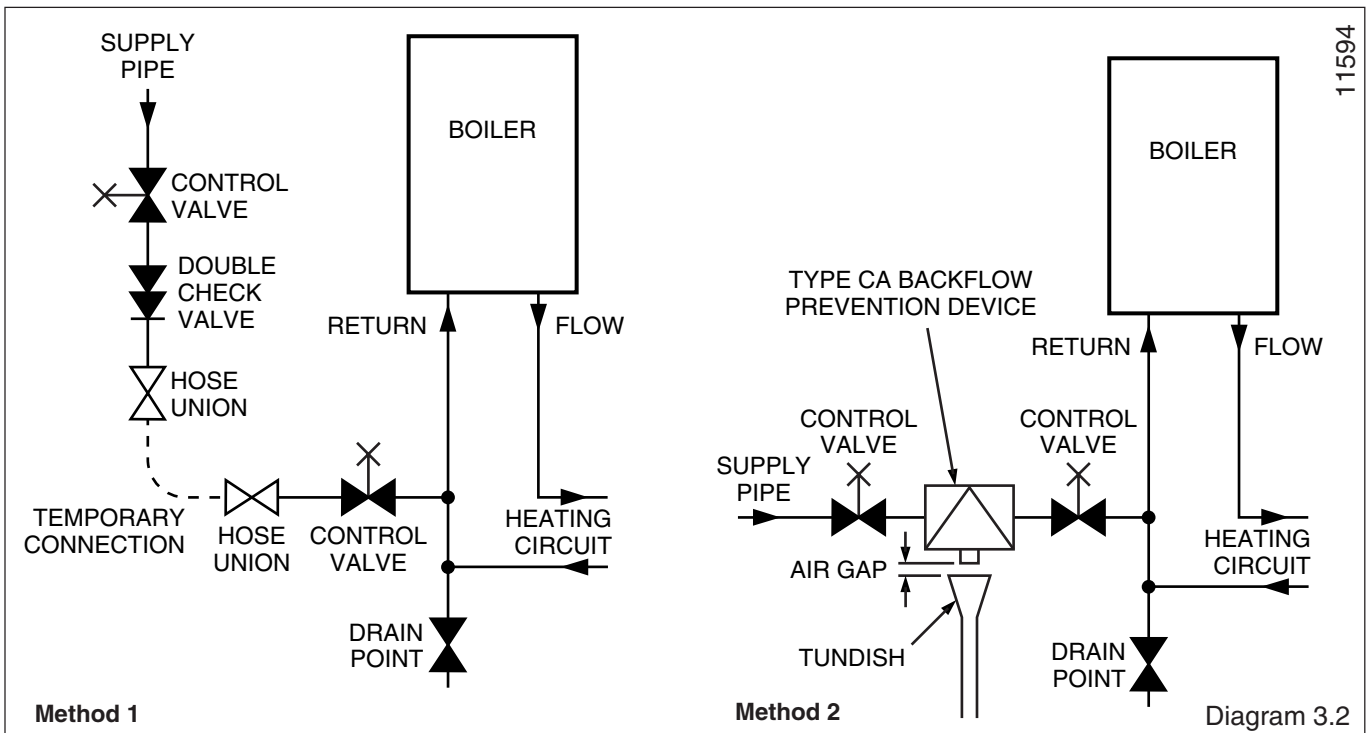 SUPPLY
PIPE
CONTROL
VALVE
DOUBLE
CHECK
VALVE
HOSE
UNION
TEMPORARY
CONNECTION
HOSE
UNION
CONTROL
VALVE
BOILER
RETURN
FLOW
HEATING
CIRCUIT
DRAIN
POINT
Method 1
11594
BOILER
TYPE CA BACKFLOW
PREVENTION DEVICE
RETURN
FLOW
CONTROL
VALVE
CONTROL
VALVE
SUPPLY
PIPE
AIR GAP
HEATING
CIRCUIT
TUNDISH
DRAIN
POINT
Method 2
Diagram 3.2